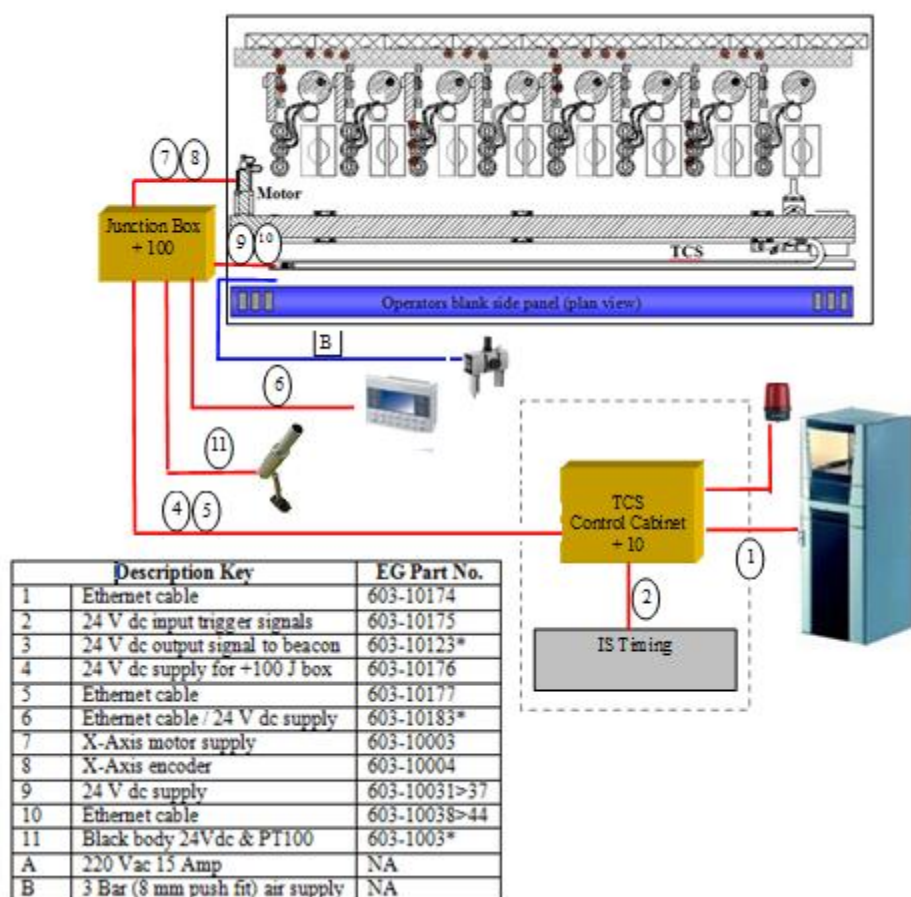 7 8
Motor
Junction Box
+ 100
9 10
TCS
Operators blank side panel (plan view)
B
6
11
4 5
TCS
Control Cabinet
+ 10
1
2
IS Timing
Description Key EG Part No.
1 Ethernet cable 603-10174
2 24 V dc input trigger signals 603-10175
3 24 V dc output signal to beacon 603-10123*
4 24 V dc supply for +100 J box 603-10176
5 Ethernet cable 603-10177
6 Ethernet cable / 24 V dc supply 603-10183*
7 X-Axis motor supply 603-10003
8 X-Axis encoder 603-10004
9 24 V dc supply 603-10031>37
10 Ethernet cable 603-10038>44
11 Black body 24Vdc & PT100 603-1003*
A 220 Vac 15 Amp NA
B 3 Bar (8 mm push fit) air supply NA